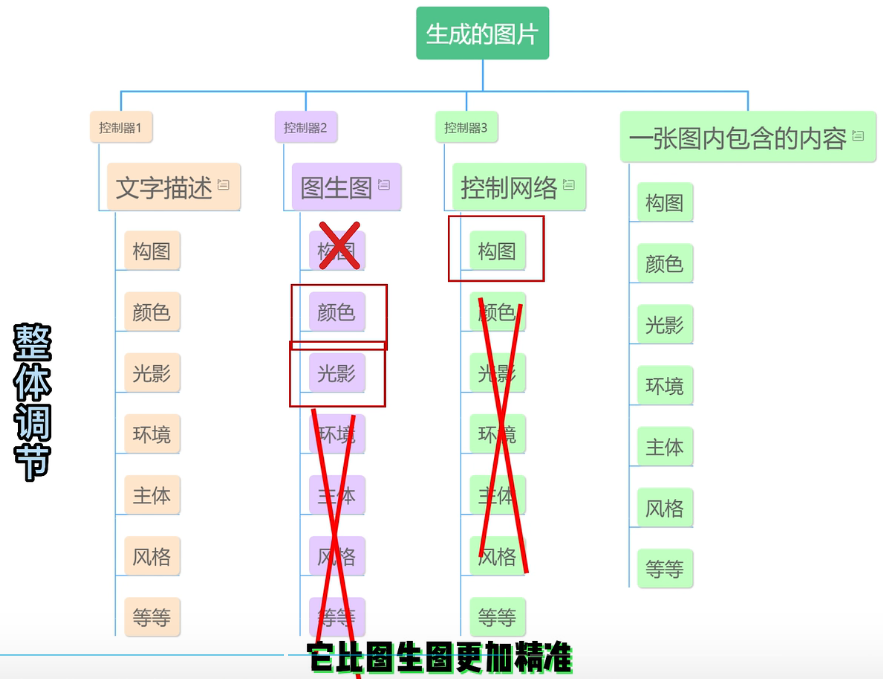 生成的图片
控制器1
文字描述
构图
颜色
光影
环境
主体
风格
等等
控制器2
图生图
构图
颜色
光影
环境
主体
风格
等等
控制器3
控制网络
构图
颜色
光影
环境
主体
风格
等等
一张图内包含的内容
构图
颜色
光影
环境
主体
风格
等等
整体调节
它比图生图更加精准